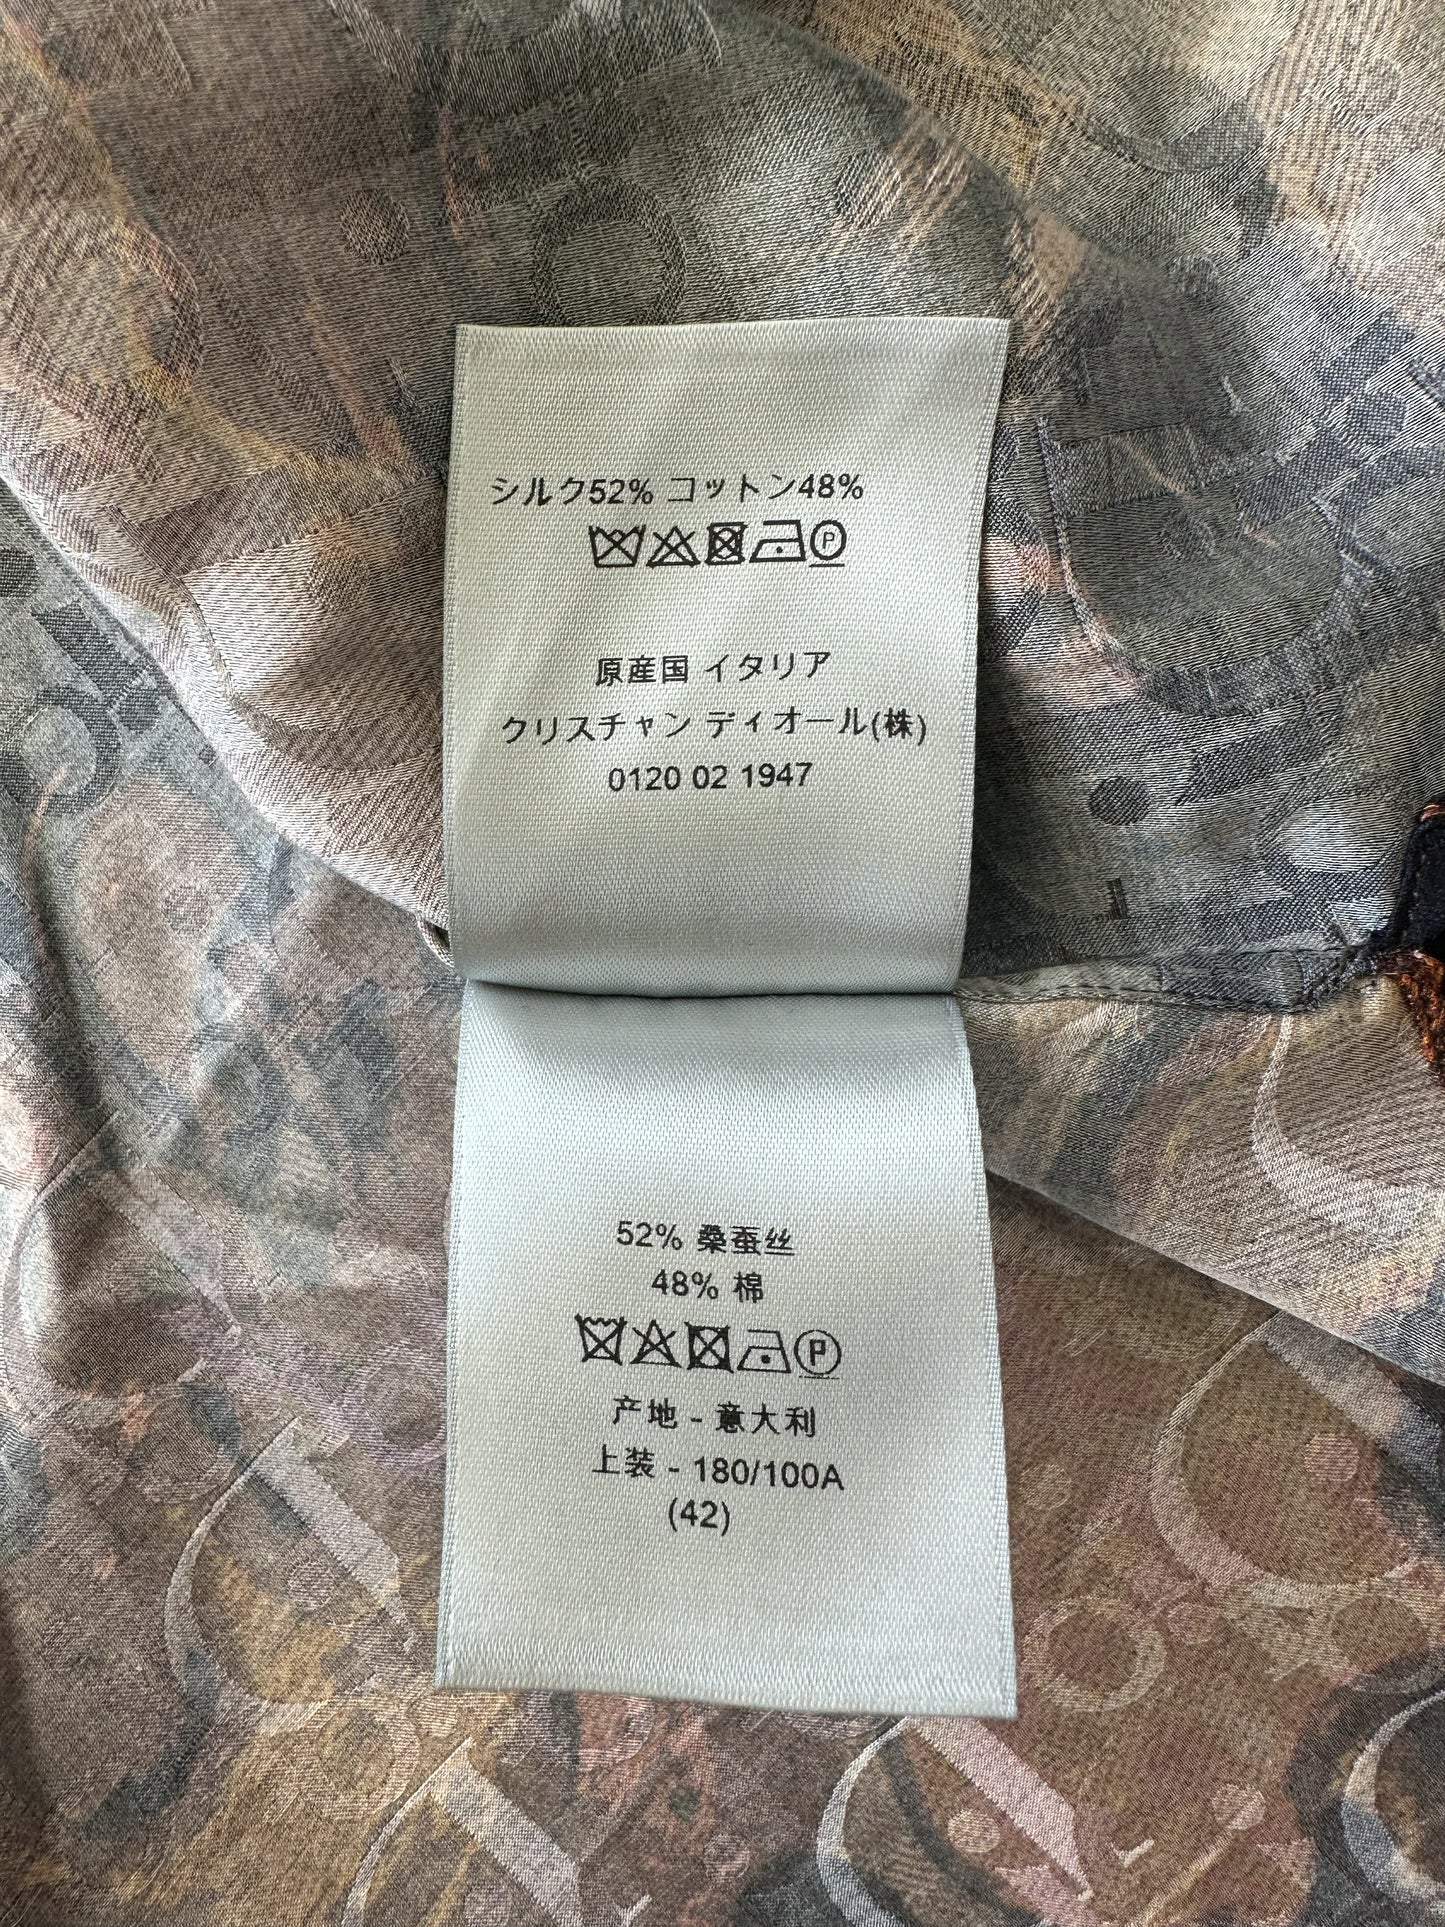 シルク52% コットン48%
P
原産国 イタリア
クリスチャン ディオール(株)
0120 02 1947
52% 桑蚕丝
48% 棉
P
产地 - 意大利
上装 - 180/100A
(42)